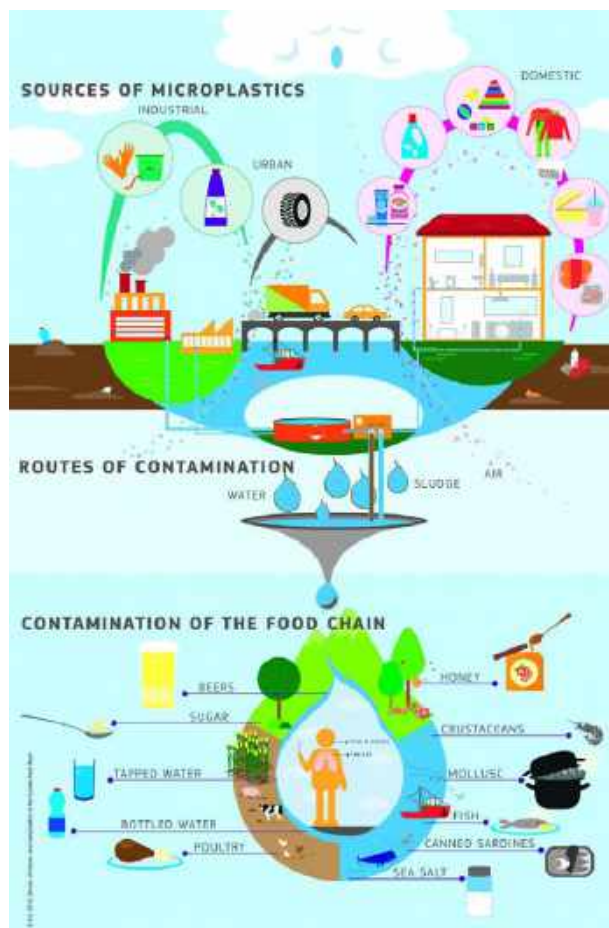 SOURCES OF MICROPLASTICS
INDUSTRIAL
DOMESTIC
URBAN
ROUTES OF CONTAMINATION
WATER
SLUDGE
AIR
CONTAMINATION OF THE FOOD CHAIN
BEERS
HONEY
SUGAR
CRUSTACEANS
TAPPED WATER
MOLLUSC
BOTTLED WATER
FISH
POULTRY
CANNED SARDINES
SEA SALT